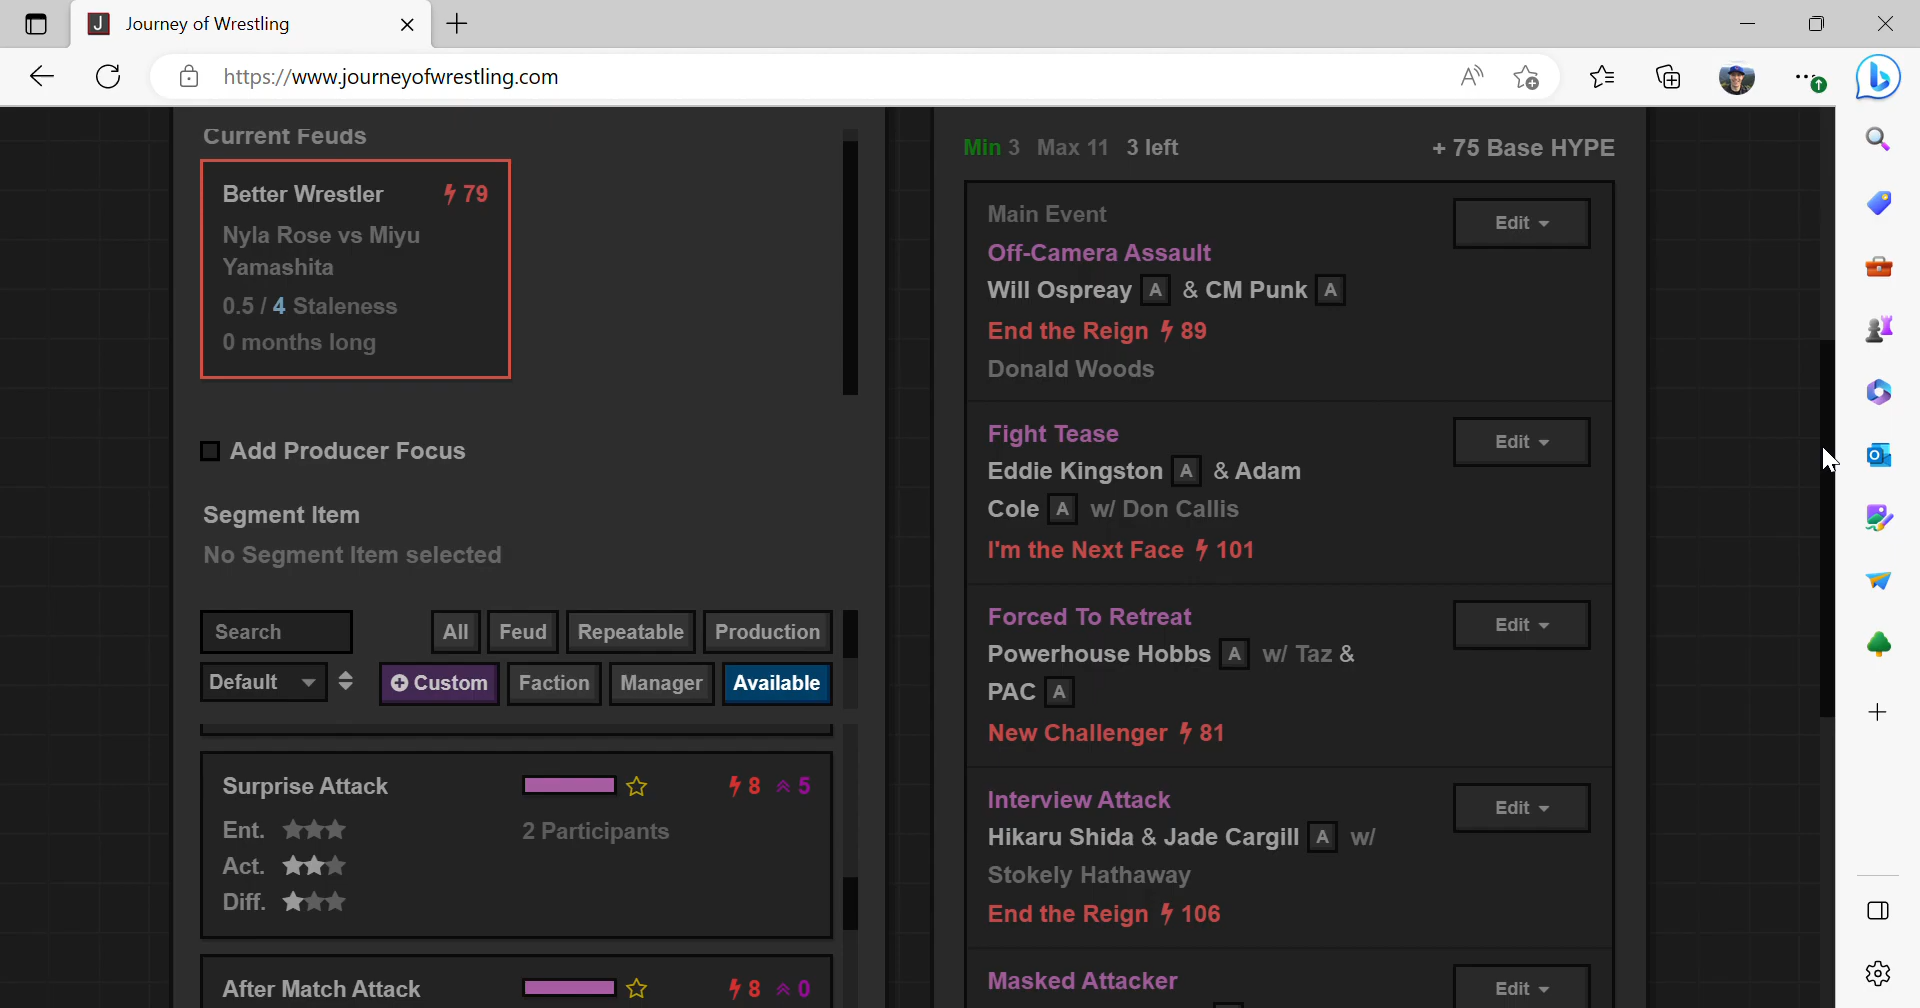 J Journey of Wrestling
https://www.journeyofwrestling.com
Current Feuds
Better Wrestler 79
Nyla Rose vs Miyu
Yamashita
0.5 / 4 Staleness
0 months long
Add Producer Focus
Segment Item
No Segment Item selected
Search All Feud Repeatable Production
Default Custom Faction Manager Available
Surprise Attack 8 5
Ent. 2 Participants
Act.
Diff.
After Match Attack 8 0
Min 3 Max 11 3 left + 75 Base HYPE
Main Event Edit
Off-Camera Assault
Will Ospreay A & CM Punk A
End the Reign 89
Donald Woods
Fight Tease Edit
Eddie Kingston A & Adam
Cole A w/ Don Callis
I'm the Next Face 101
Forced To Retreat Edit
Powerhouse Hobbs A w/ Taz &
PAC A
New Challenger 81
Interview Attack Edit
Hikaru Shida & Jade Cargill A w/
Stokely Hathaway
End the Reign 106
Masked Attacker Edit